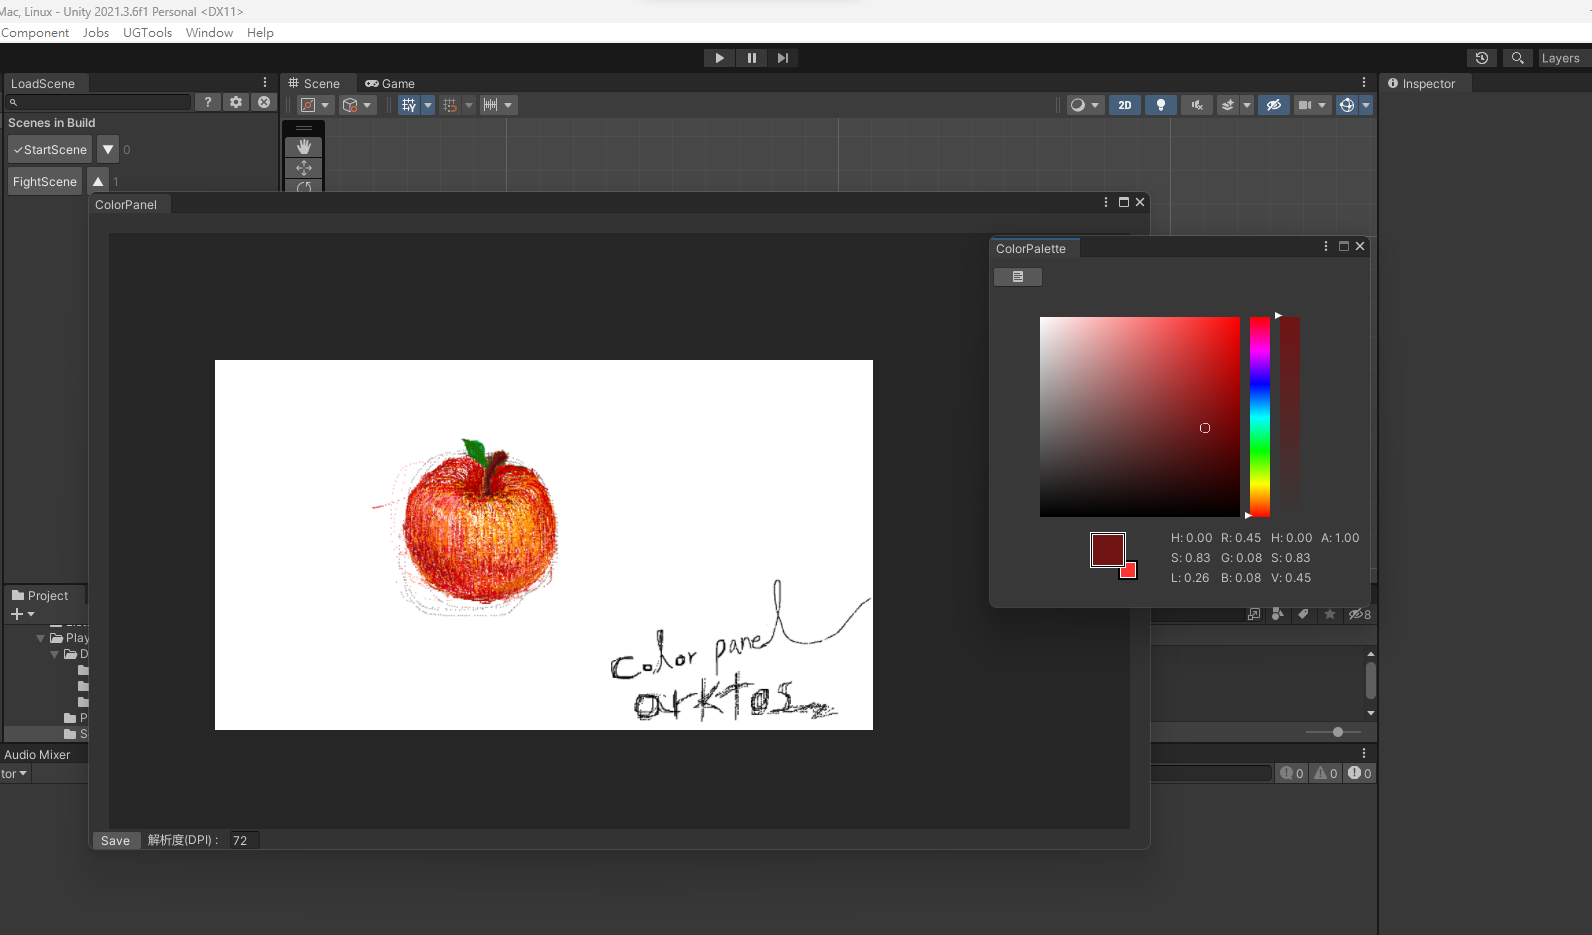 Mac, Linux - Unity 2021.3.6f1 Personal <DX11>
Component Jobs UGTools Window Help
Layers
LoadScene
Scene Game
Inspector
?
2D
Scenes in Build
✓StartScene ▼ 0
FightScene ▲ 1
ColorPanel
ColorPalette
H: 0.00 R: 0.45 H: 0.00 A: 1.00
S: 0.83 G: 0.08 S: 0.83
L: 0.26 B: 0.08 V: 0.45
Project
8
Play
D
P
S
color panel
arktos
Audio Mixer
tor
0 0 0
Save 解析度(DPI) : 72